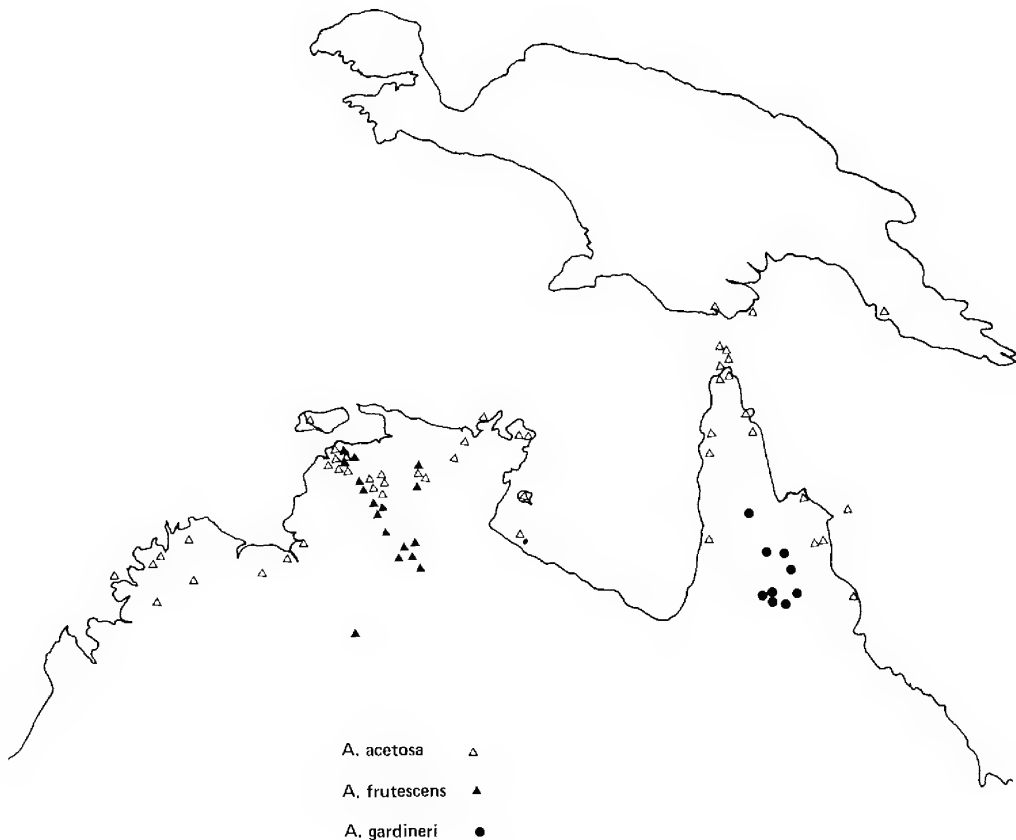 A. acetosa △
A. frutescens ▲
A. gardineri ●